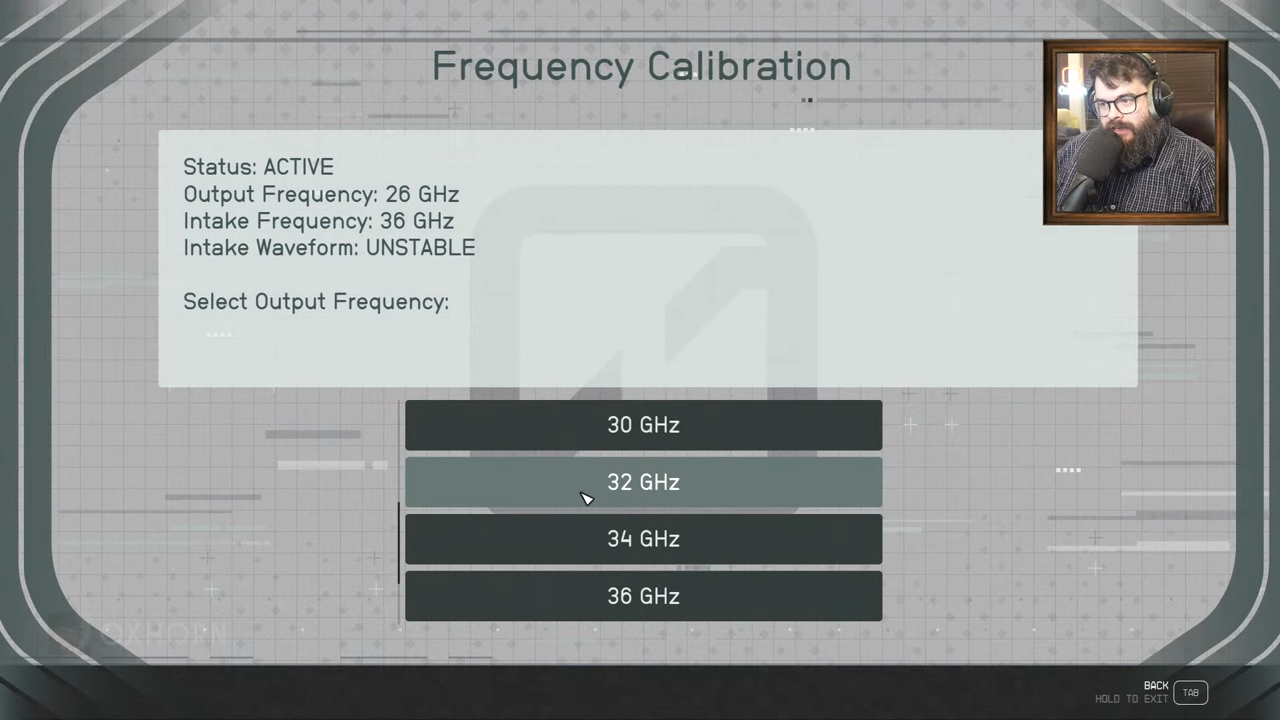 Frequency Calibration
Status: ACTIVE
Output Frequency: 26 GHz
Intake Frequency: 36 GHz
Intake Waveform: UNSTABLE
Select Output Frequency:
30 GHz
32 GHz
34 GHz
36 GHz
OXHORN
BACK
HOLD TO EXIT
TAB